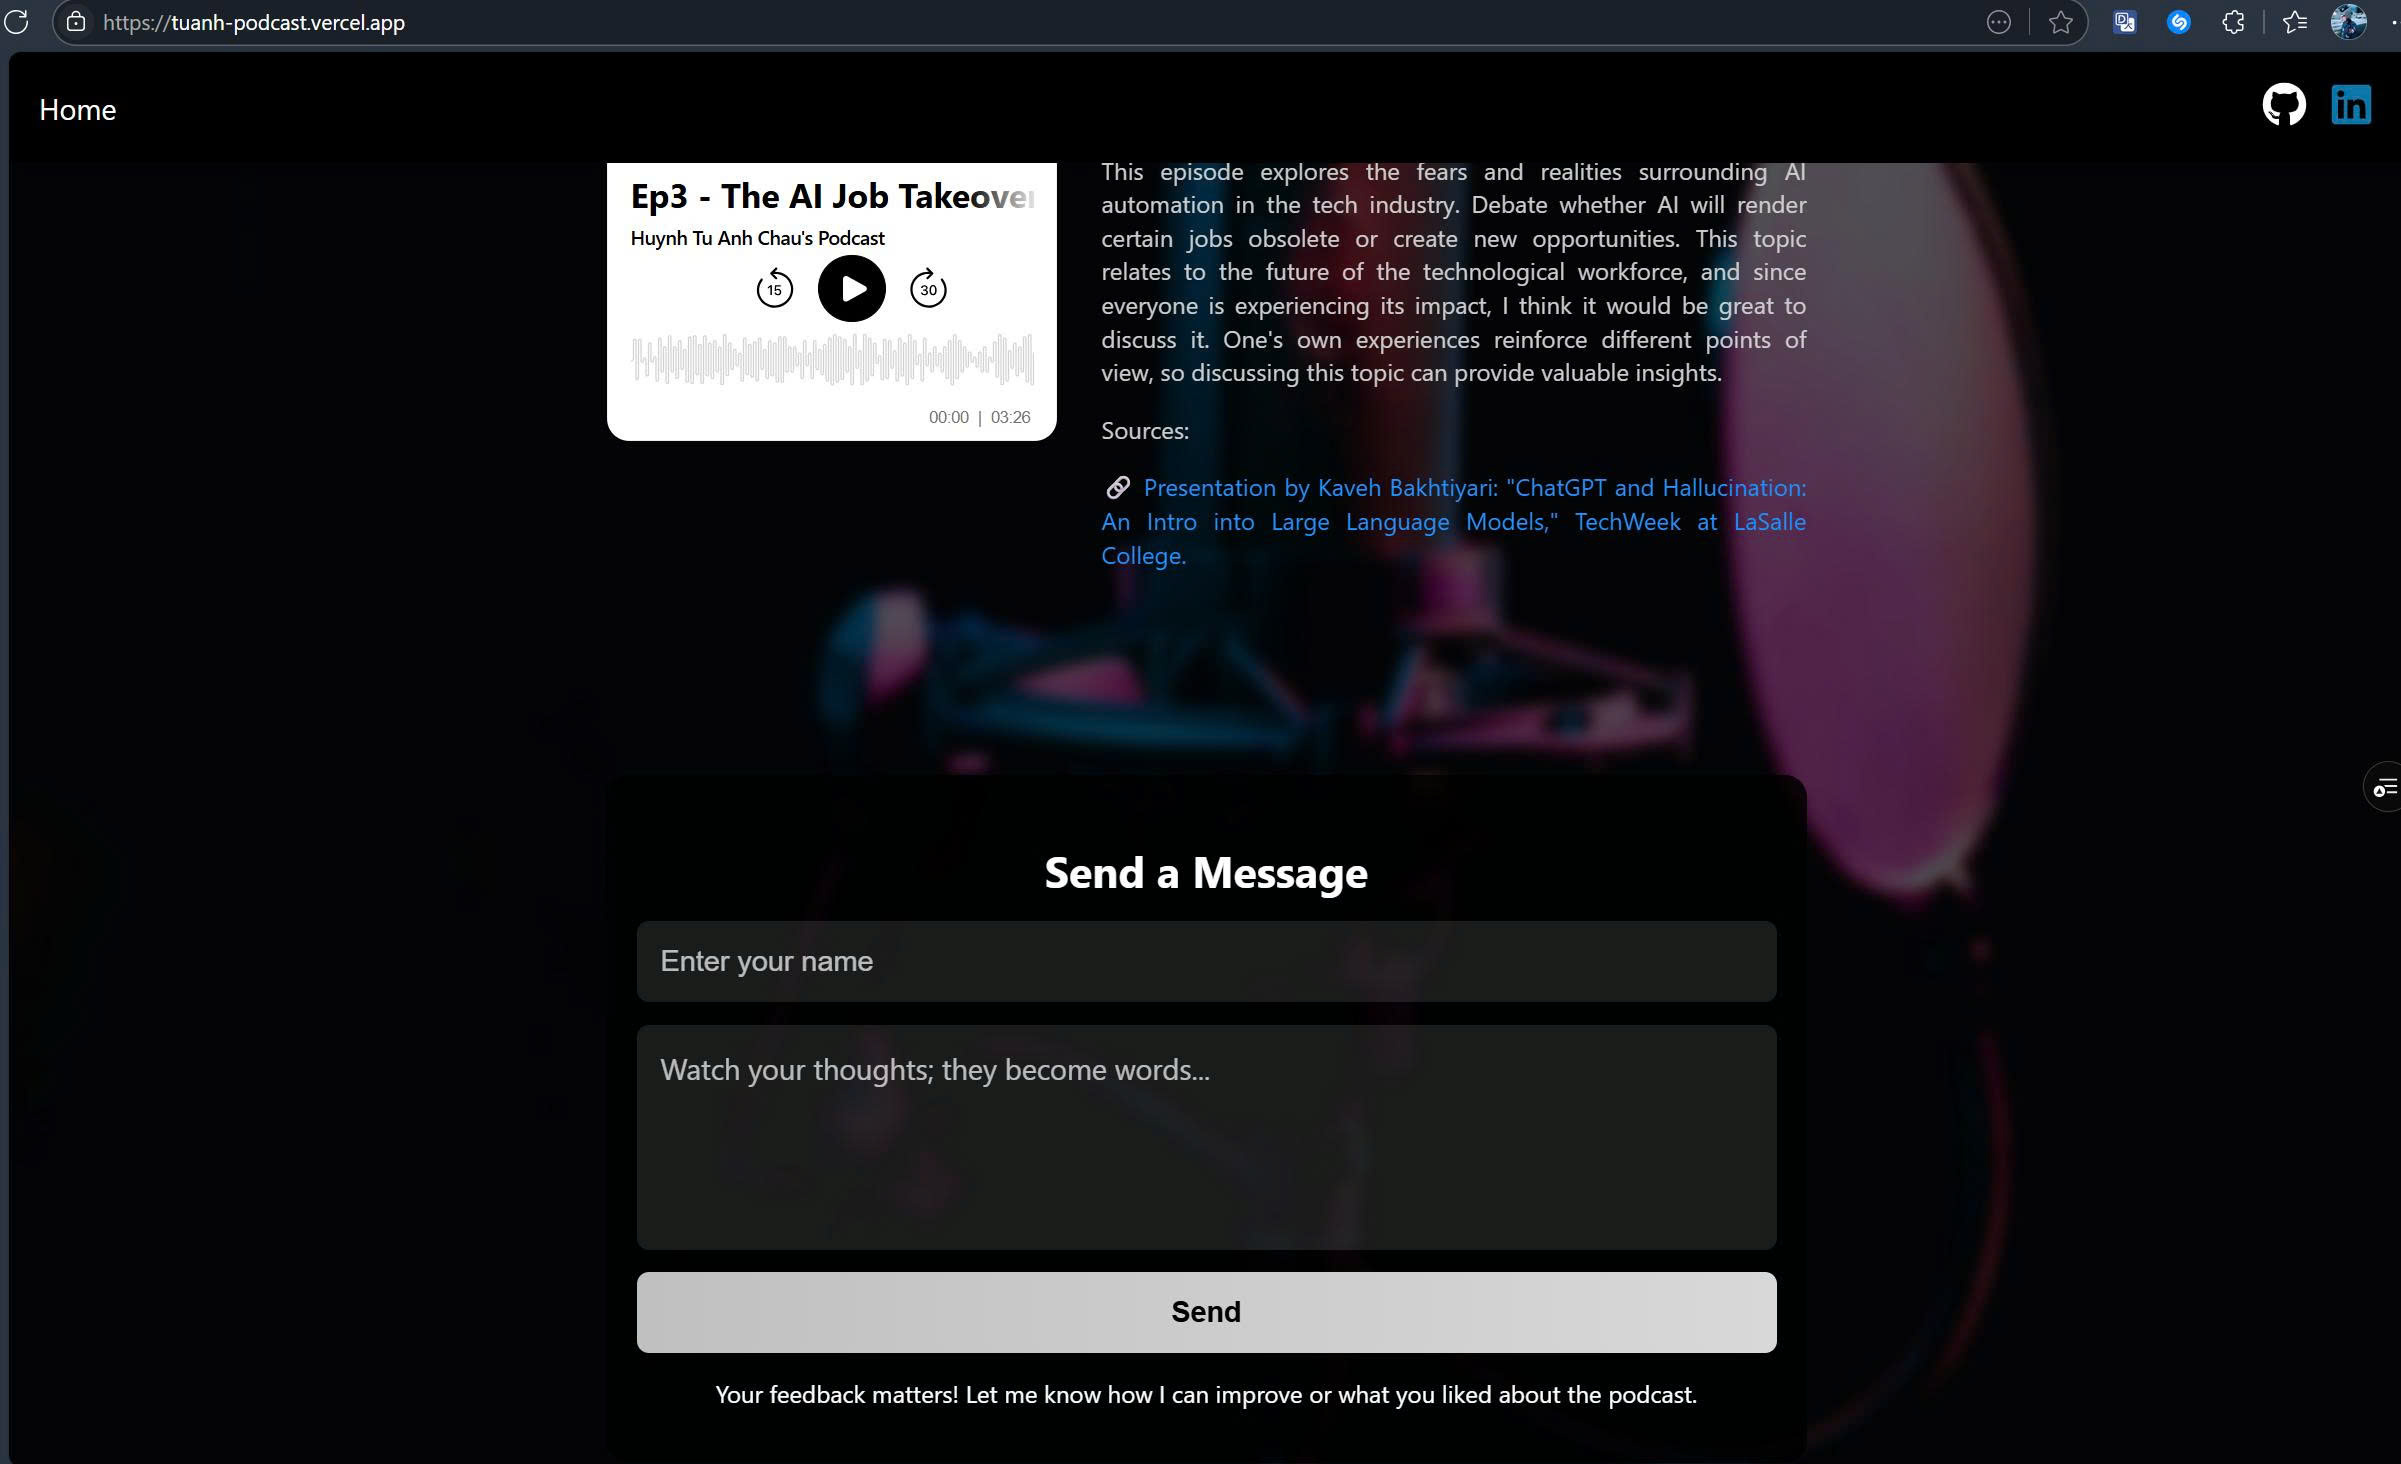 https://tuanh-podcast.vercel.app
Home
in
Ep3 - The AI Job Takeover
Huynh Tu Anh Chau's Podcast
15
30
00:00 | 03:26
This episode explores the fears and realities surrounding AI
automation in the tech industry. Debate whether AI will render
certain jobs obsolete or create new opportunities. This topic
relates to the future of the technological workforce, and since
everyone is experiencing its impact, I think it would be great to
discuss it. One's own experiences reinforce different points of
view, so discussing this topic can provide valuable insights.
Sources:
Presentation by Kaveh Bakhtiyari: "ChatGPT and Hallucination:
An Intro into Large Language Models," TechWeek at LaSalle
College.
Send a Message
Enter your name
Watch your thoughts; they become words...
Send
Your feedback matters! Let me know how I can improve or what you liked about the podcast.